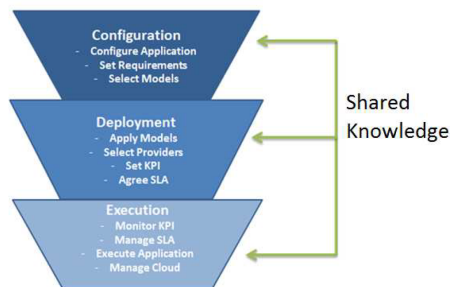 Configuration
- Configure Application
- Set Requirements
- Select Models
Deployment
- Apply Models
- Select Providers
- Set KPI
- Agree SLA
Execution
- Monitor KPI
- Manage SLA
- Execute Application
- Manage Cloud
Shared
Knowledge